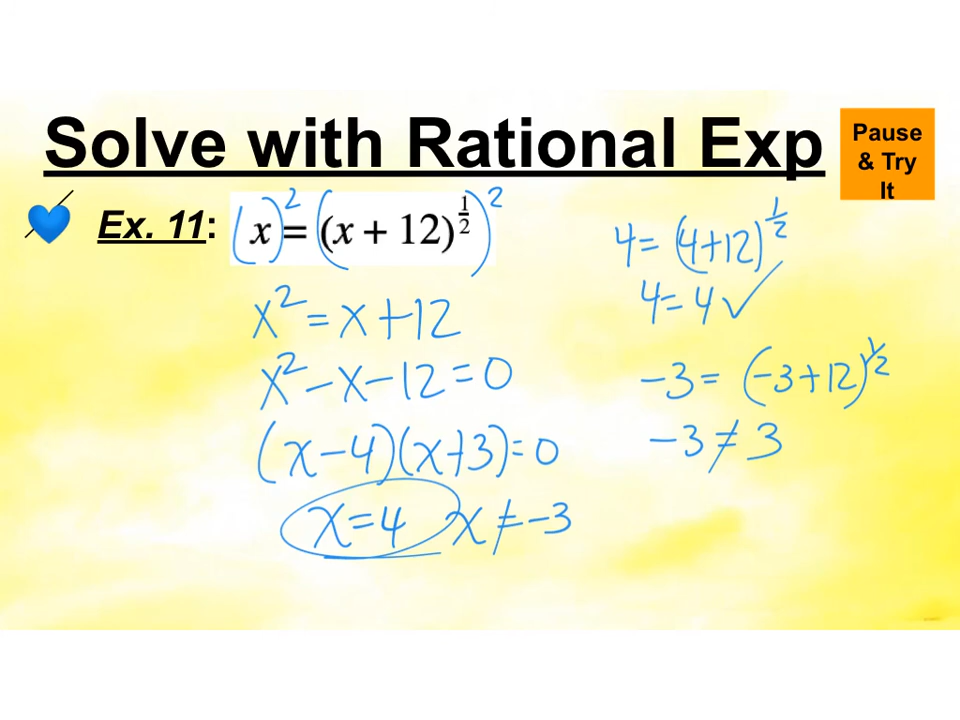 Solve with Rational Exp
Pause
& Try
It
Ex. 11: (x)² = ((x + 12)^½)²
x² = x + 12
x² - x - 12 = 0
(x - 4)(x + 3) = 0
x = 4 x ≠ -3
4 = (4 + 12)^½
4 = 4 ✓
-3 = (-3 + 12)^½
-3 ≠ 3